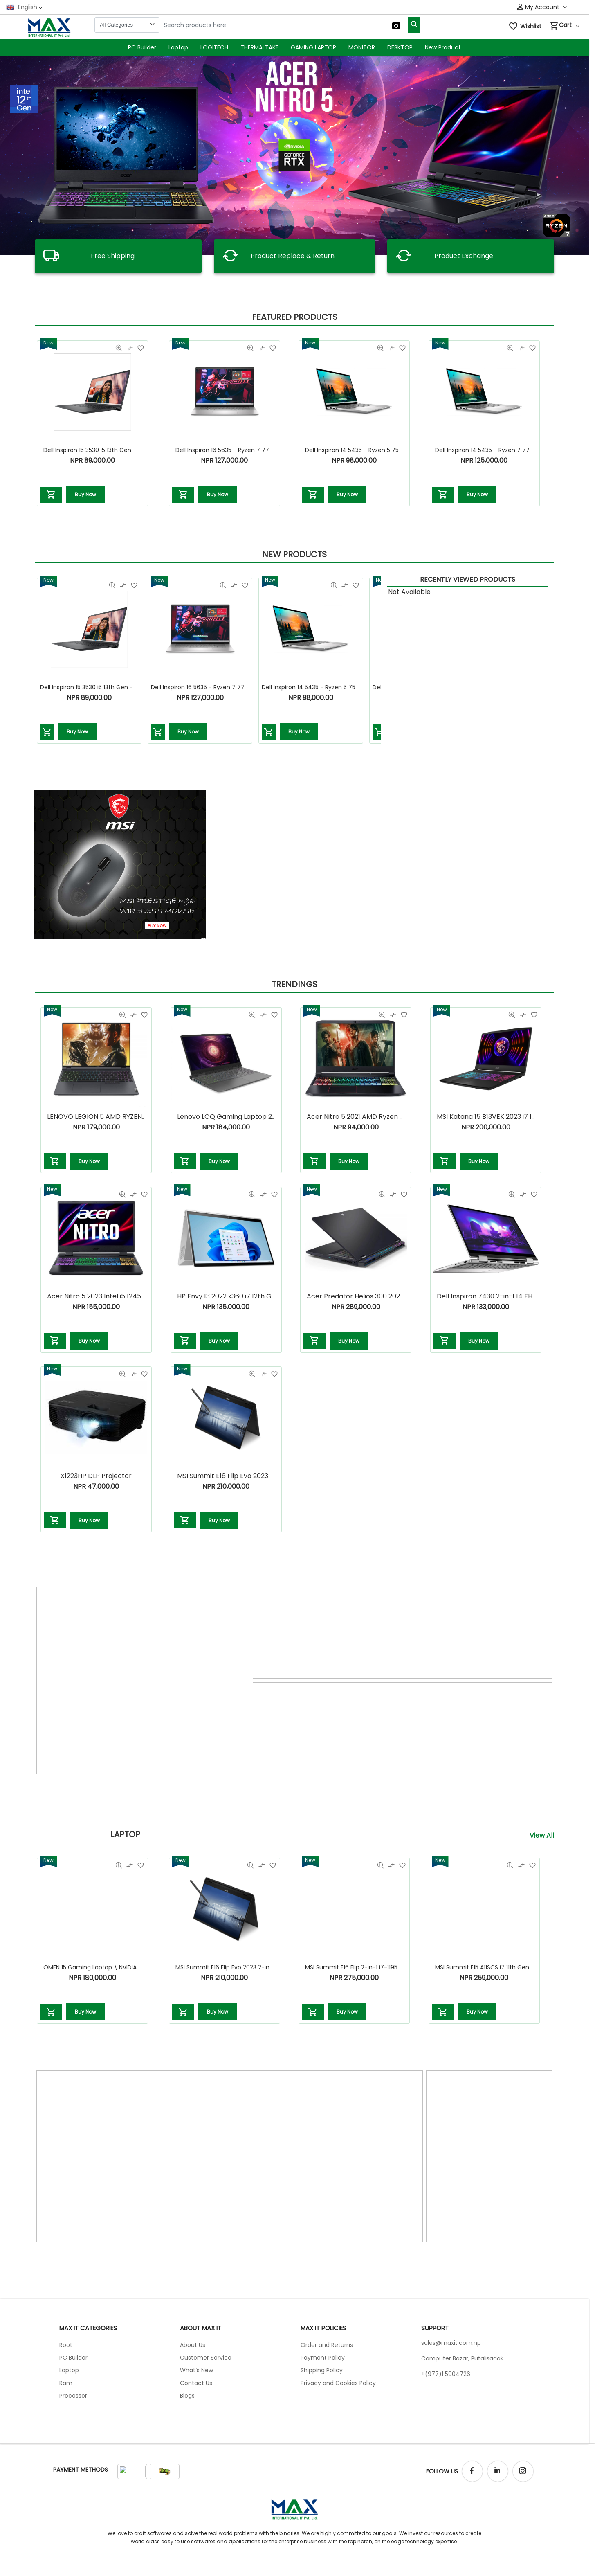 English
My Account
MAX
INTERNATIONAL IT Pvt. Ltd.
All Categories
Search products here
Wishlist
Cart
PC Builder
Laptop
LOGITECH
THERMALTAKE
GAMING LAPTOP
MONITOR
DESKTOP
New Product
intel
12th
Gen
ACER
NITRO 5
NVIDIA
GEFORCE
RTX
AMD
RYZEN
7
Free Shipping
Product Replace & Return
Product Exchange
FEATURED PRODUCTS
New
New
New
New
Dell Inspiron 15 3530 i5 13th Gen - ..
Dell Inspiron 16 5635 - Ryzen 7 77..
Dell Inspiron 14 5435 - Ryzen 5 75..
Dell Inspiron 14 5435 - Ryzen 7 77..
NPR 89,000.00
NPR 127,000.00
NPR 98,000.00
NPR 125,000.00
Buy Now
Buy Now
Buy Now
Buy Now
NEW PRODUCTS
New
New
New
Ne
RECENTLY VIEWED PRODUCTS
Not Available
Dell Inspiron 15 3530 i5 13th Gen - ..
Dell Inspiron 16 5635 - Ryzen 7 77..
Dell Inspiron 14 5435 - Ryzen 5 75..
Del
NPR 89,000.00
NPR 127,000.00
NPR 98,000.00
Buy Now
Buy Now
Buy Now
msi
MSI PRESTIGE M96
WIRELESS MOUSE
BUY NOW
TRENDINGS
New
New
New
New
LENOVO LEGION 5 AMD RYZEN..
Lenovo LOQ Gaming Laptop 2..
Acer Nitro 5 2021 AMD Ryzen ..
MSI Katana 15 B13VEK 2023 i7 1..
NPR 179,000.00
NPR 184,000.00
NPR 94,000.00
NPR 200,000.00
Buy Now
Buy Now
Buy Now
Buy Now
New
New
New
New
acer
NITRO
Acer Nitro 5 2023 Intel i5 1245..
HP Envy 13 2022 x360 i7 12th G..
Acer Predator Helios 300 202..
Dell Inspiron 7430 2-in-1 14 FH..
NPR 155,000.00
NPR 135,000.00
NPR 289,000.00
NPR 133,000.00
Buy Now
Buy Now
Buy Now
Buy Now
New
New
X1223HP DLP Projector
MSI Summit E16 Flip Evo 2023 ..
NPR 47,000.00
NPR 210,000.00
Buy Now
Buy Now
LAPTOP
View All
New
New
New
New
OMEN 15 Gaming Laptop \ NVIDIA ..
MSI Summit E16 Flip Evo 2023 2-in..
MSI Summit E16 Flip 2-in-1 i7-1195..
MSI Summit E15 A11SCS i7 11th Gen ..
NPR 180,000.00
NPR 210,000.00
NPR 275,000.00
NPR 259,000.00
Buy Now
Buy Now
Buy Now
Buy Now
MAX IT CATEGORIES
Root
PC Builder
Laptop
Ram
Processor
ABOUT MAX IT
About Us
Customer Service
What's New
Contact Us
Blogs
MAX IT POLICIES
Order and Returns
Payment Policy
Shipping Policy
Privacy and Cookies Policy
SUPPORT
sales@maxit.com.np
Computer Bazar, Putalisadak
+(977)1 5904726
PAYMENT METHODS
FOLLOW US
MAX
INTERNATIONAL IT Pvt. Ltd.
We love to craft softwares and solve the real world problems with the binaries. We are highly committed to our goals. We invest our resources to create
world class easy to use softwares and applications for the enterprise business with the top notch, on the edge technology expertise.